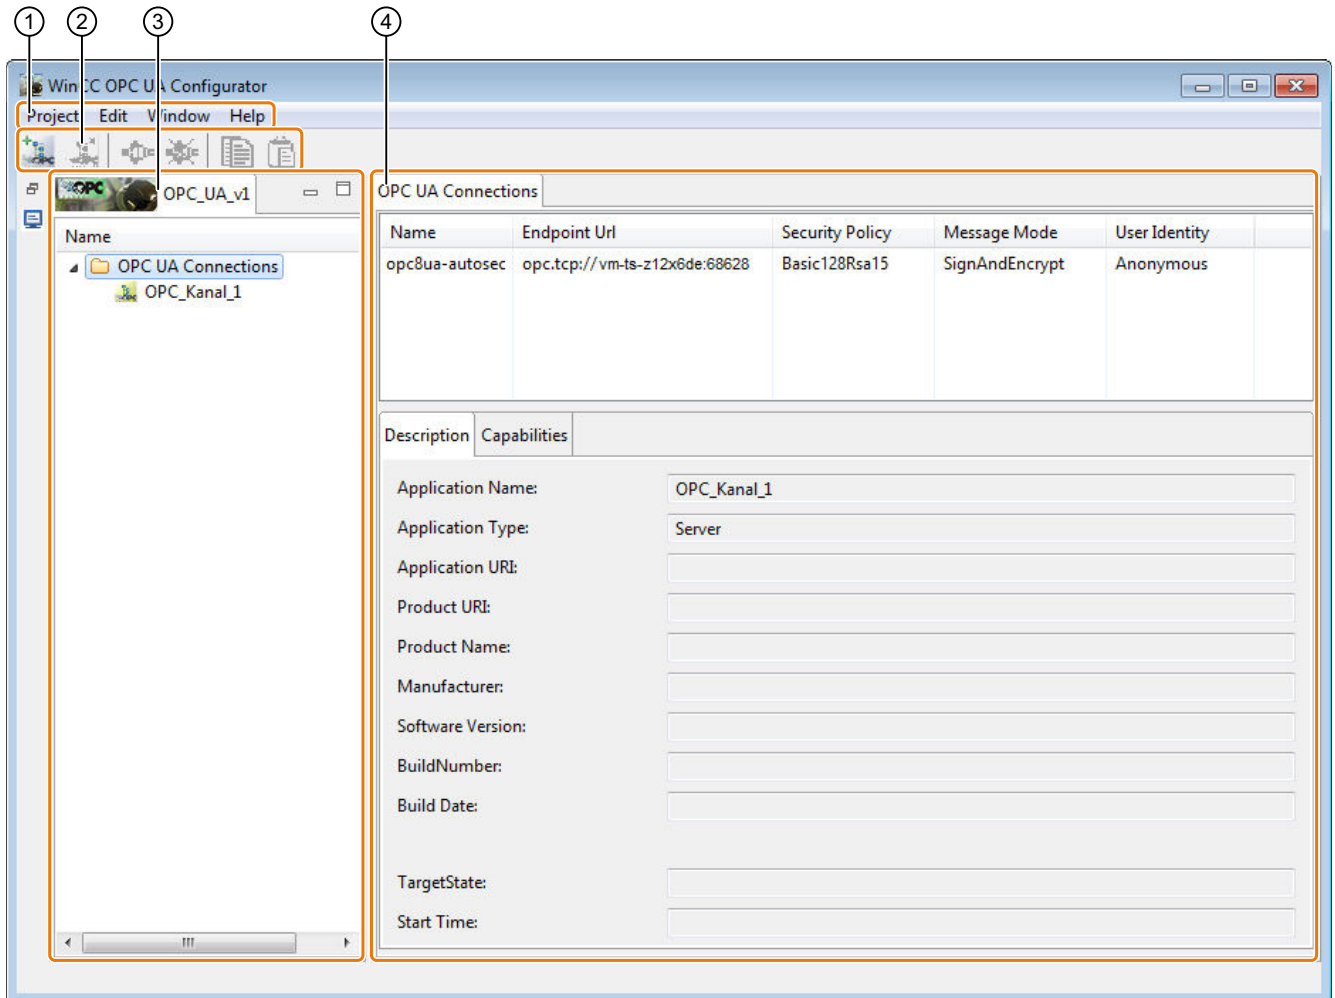 1 2 3 4
WinCC OPC UA Configurator
Project Edit Window Help
OPC OPC_UA_v1
OPC UA Connections
Name
OPC UA Connections
OPC_Kanal_1
Name Endpoint Url Security Policy Message Mode User Identity
opc8ua-autosec opc.tcp://vm-ts-z12x6de:68628 Basic128Rsa15 SignAndEncrypt Anonymous
Description Capabilities
Application Name: OPC_Kanal_1
Application Type: Server
Application URI:
Product URI:
Product Name:
Manufacturer:
Software Version:
BuildNumber:
Build Date:
TargetState:
Start Time: